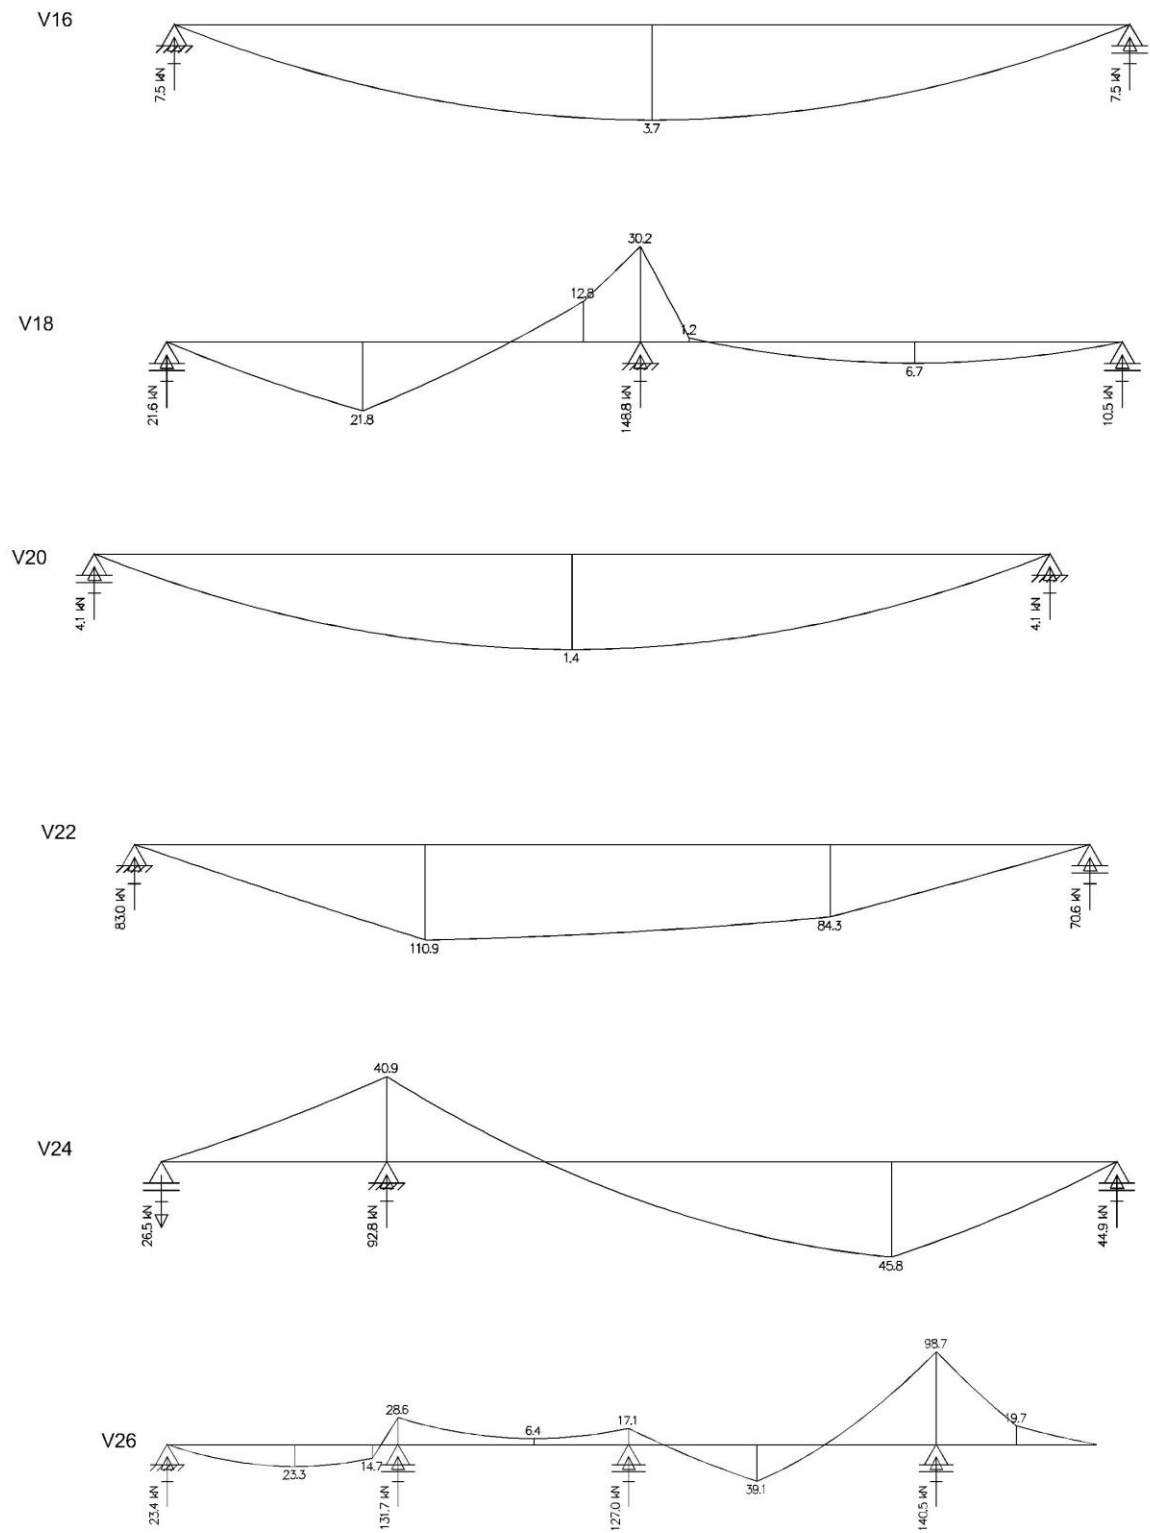 V16
7.5 kN
7.5 kN
3.7
30.2
12.8
1.2
V18
21.6 kN
148.8 kN
10.5 kN
6.7
21.8
V20
4.1 kN
4.1 kN
1.4
V22
83.0 kN
70.6 kN
84.3
110.9
40.9
V24
26.5 kN
92.8 kN
44.9 kN
45.8
98.7
28.6
6.4
17.1
19.7
V26
14.7
23.3
39.1
23.4 kN
131.7 kN
127.0 kN
140.5 kN